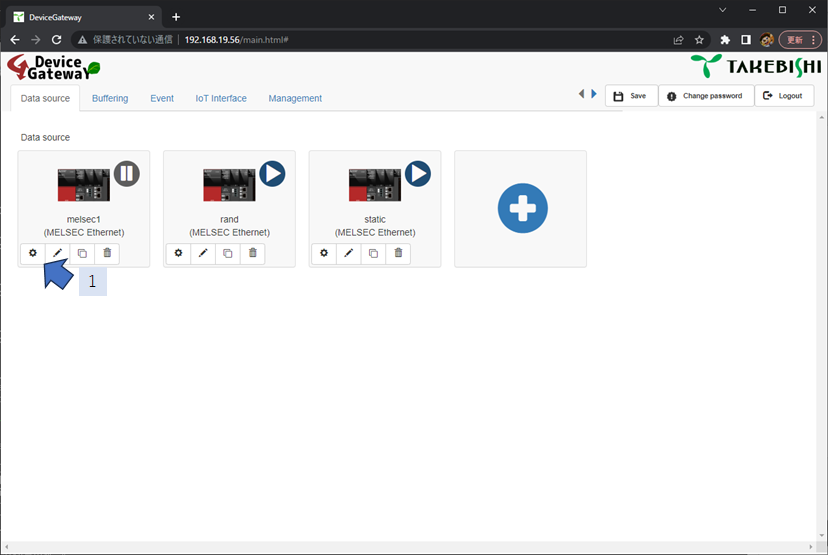 DeviceGateway
保護されていない通信 | 192.168.19.56/main.html#
更新
Device
Gateway
TAKEBISHI
Data source
Buffering
Event
IoT Interface
Management
Save
Change password
Logout
Data source
melsec1
(MELSEC Ethernet)
rand
(MELSEC Ethernet)
static
(MELSEC Ethernet)
1